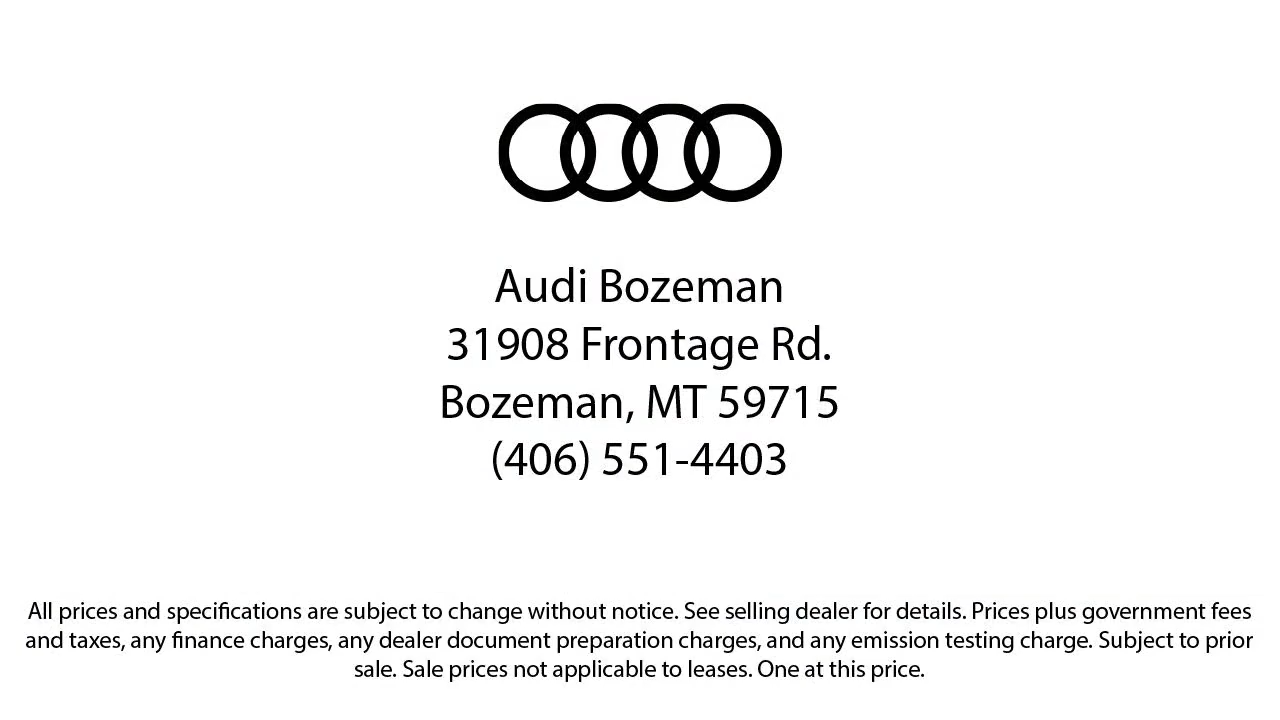 Audi Bozeman
31908 Frontage Rd.
Bozeman, MT 59715
(406) 551-4403
All prices and specifications are subject to change without notice. See selling dealer for details. Prices plus government fees
and taxes, any finance charges, any dealer document preparation charges, and any emission testing charge. Subject to prior
sale. Sale prices not applicable to leases. One at this price.